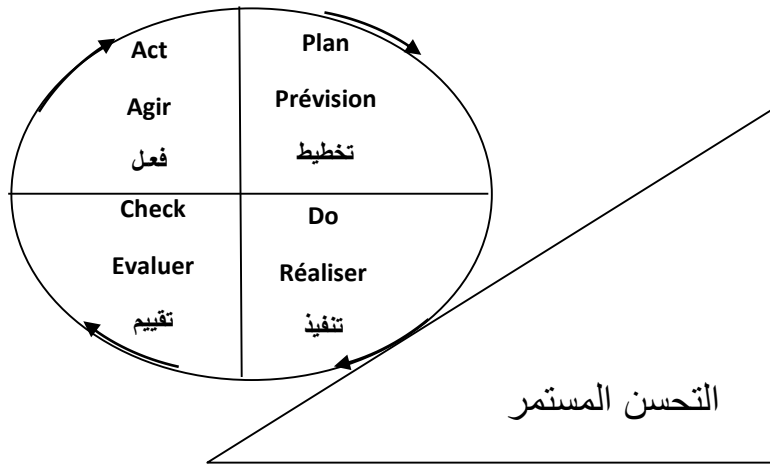 Act
Agir
فعل
Plan
Prévision
تخطيط
Check
Evaluer
تقييم
Do
Réaliser
تنفيذ
التحسن المستمر